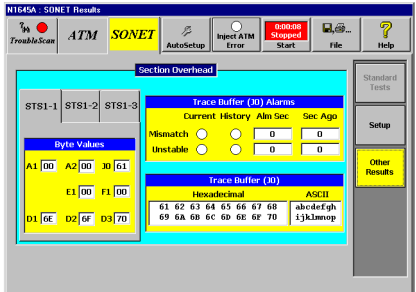 N1645A : SONET Results
TroubleScan
ATM
SONET
AutoSetup
Inject ATM Error
0:00:08 Stopped Start
File
Help
Section Overhead
STS1-1 STS1-2 STS1-3
Byte Values
A1 00 A2 00 J0 61
E1 00 F1 00
D1 6E D2 6F D3 70
Trace Buffer (J0) Alarms
Current History Alm Sec Sec Ago
Mismatch 0 0
Unstable 0 0
Trace Buffer (J0)
Hexadecimal ASCII
61 62 63 64 65 66 67 68 abcdefgh
69 6A 6B 6C 6D 6E 6F 70 ijklmnop
Standard Tests
Setup
Other Results